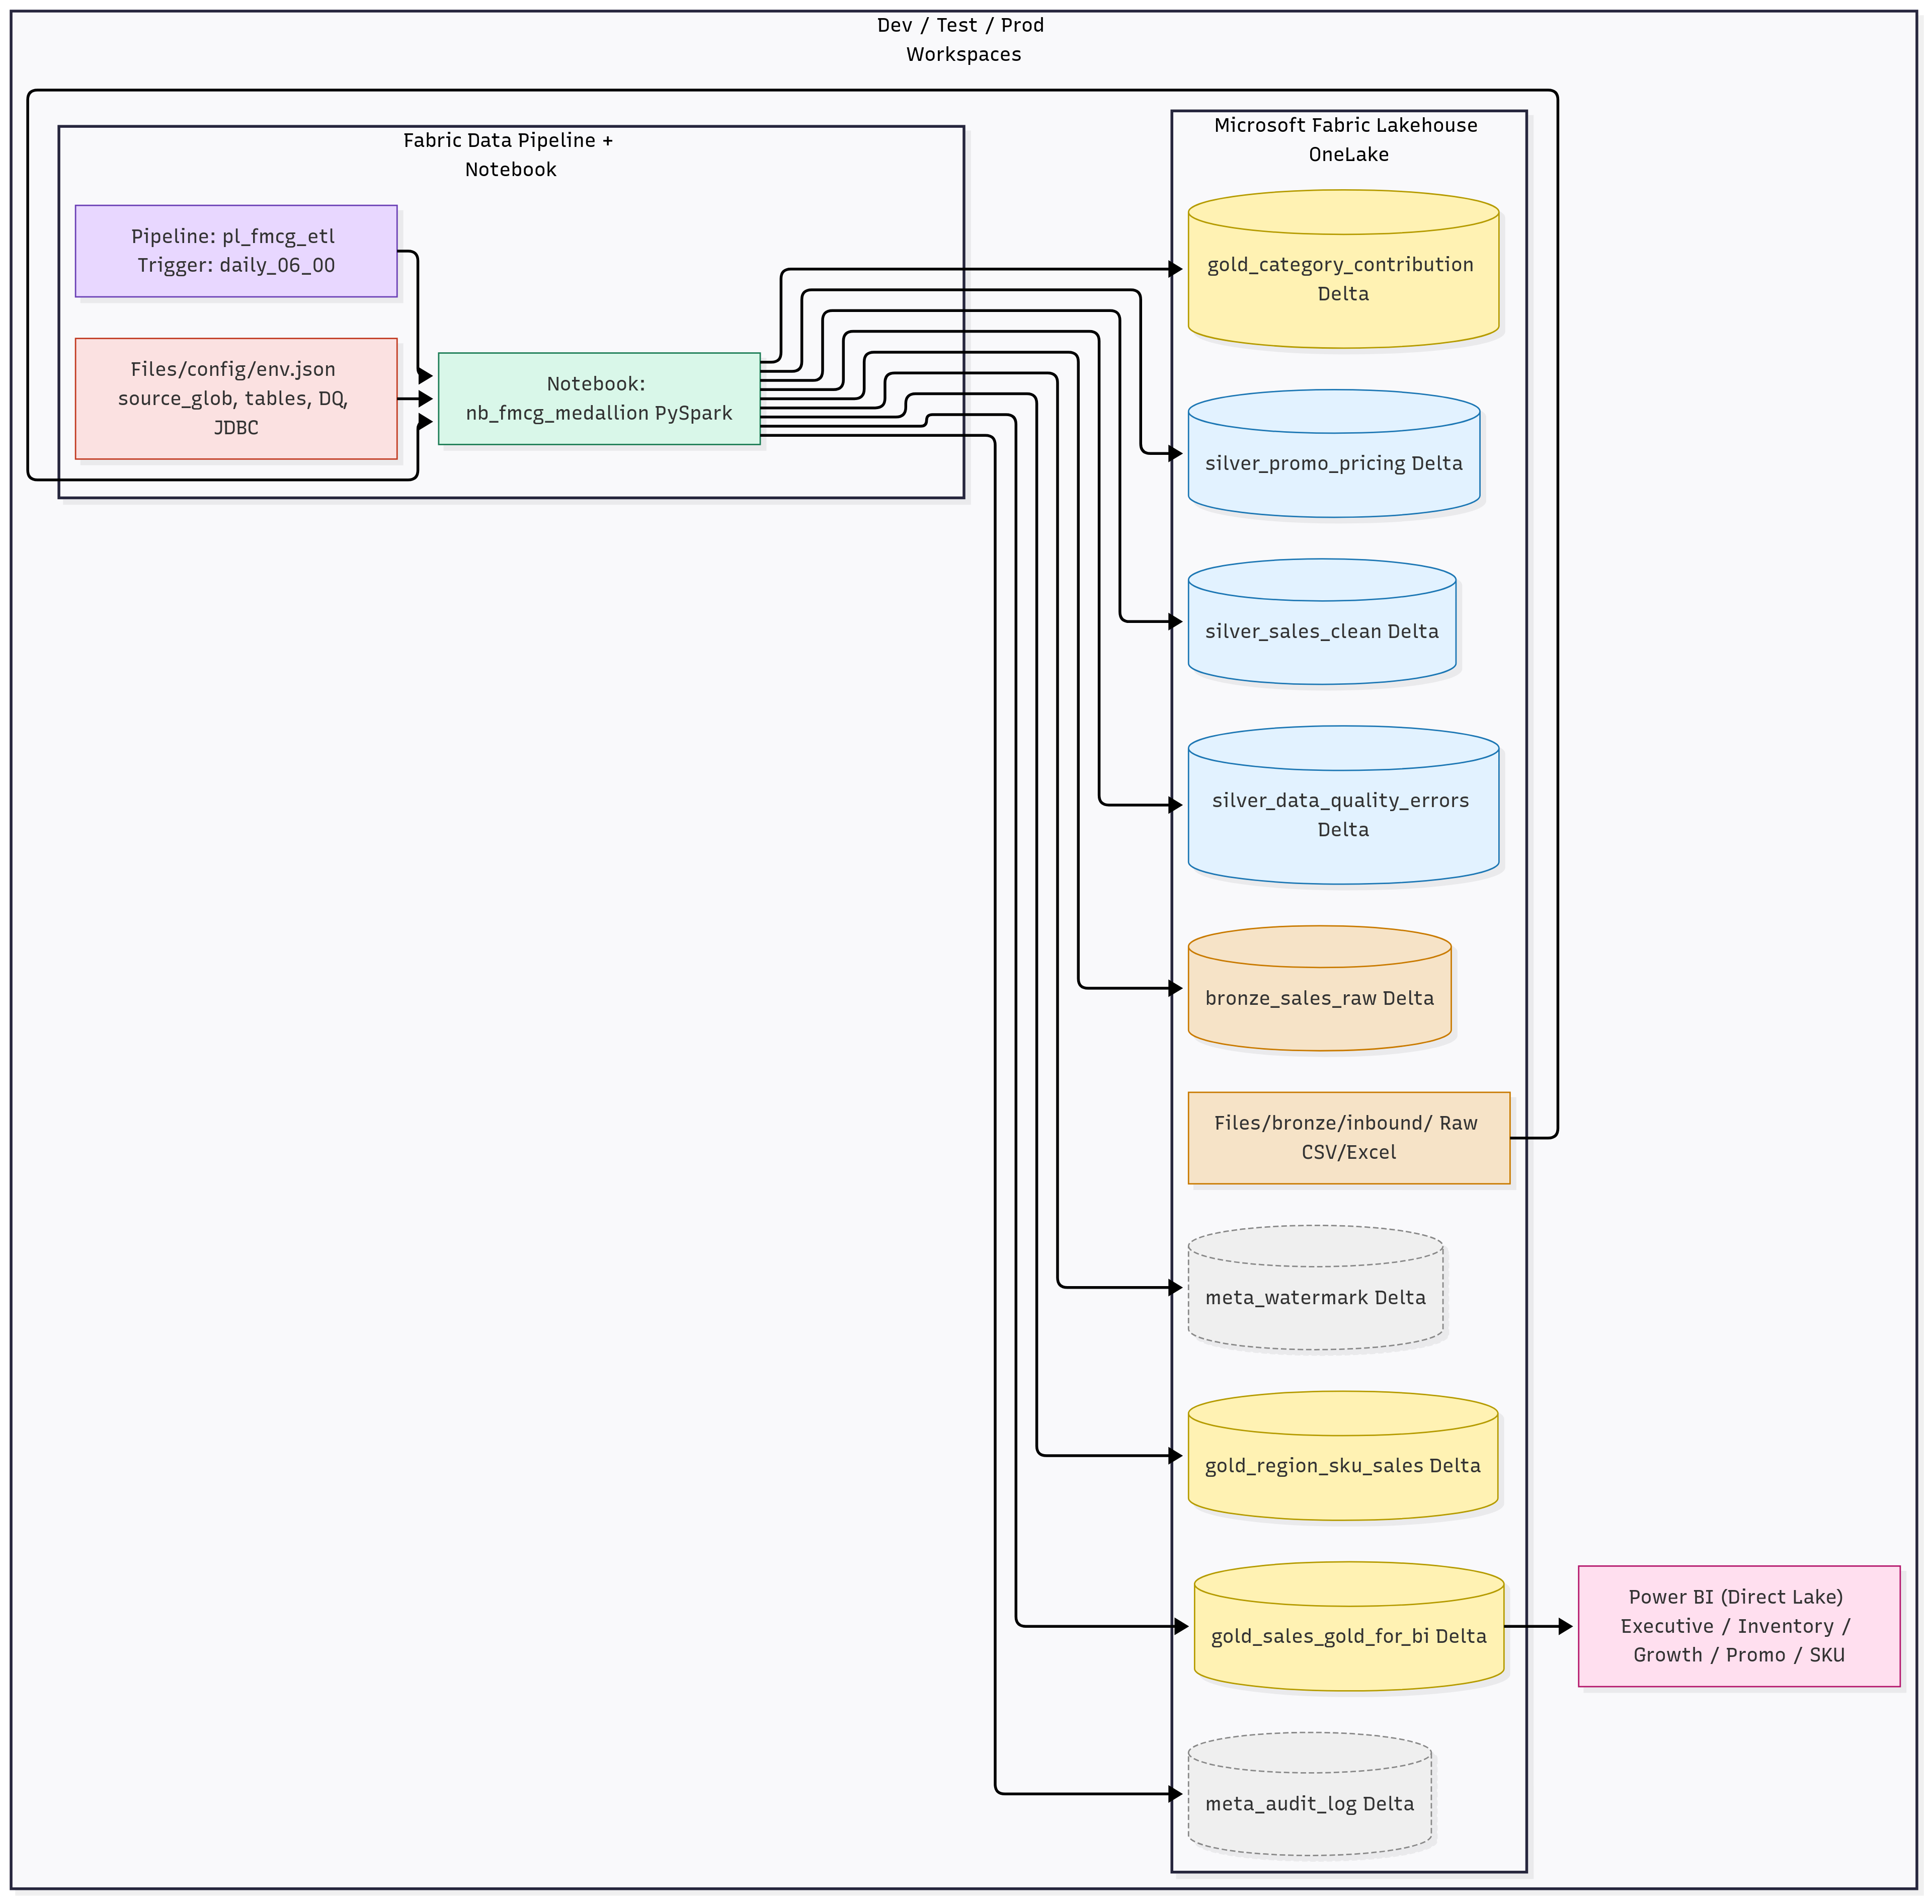 Dev / Test / Prod
Workspaces
Fabric Data Pipeline +
Notebook
Pipeline: pl_fmcg_etl
Trigger: daily_06_00
Files/config/env.json
source_glob, tables, DQ,
JDBC
Notebook:
nb_fmcg_medallion PySpark
Microsoft Fabric Lakehouse
OneLake
gold_category_contribution
Delta
silver_promo_pricing Delta
silver_sales_clean Delta
silver_data_quality_errors
Delta
bronze_sales_raw Delta
Files/bronze/inbound/ Raw
CSV/Excel
meta_watermark Delta
gold_region_sku_sales Delta
gold_sales_gold_for_bi Delta
Power BI (Direct Lake)
Executive / Inventory /
Growth / Promo / SKU
meta_audit_log Delta